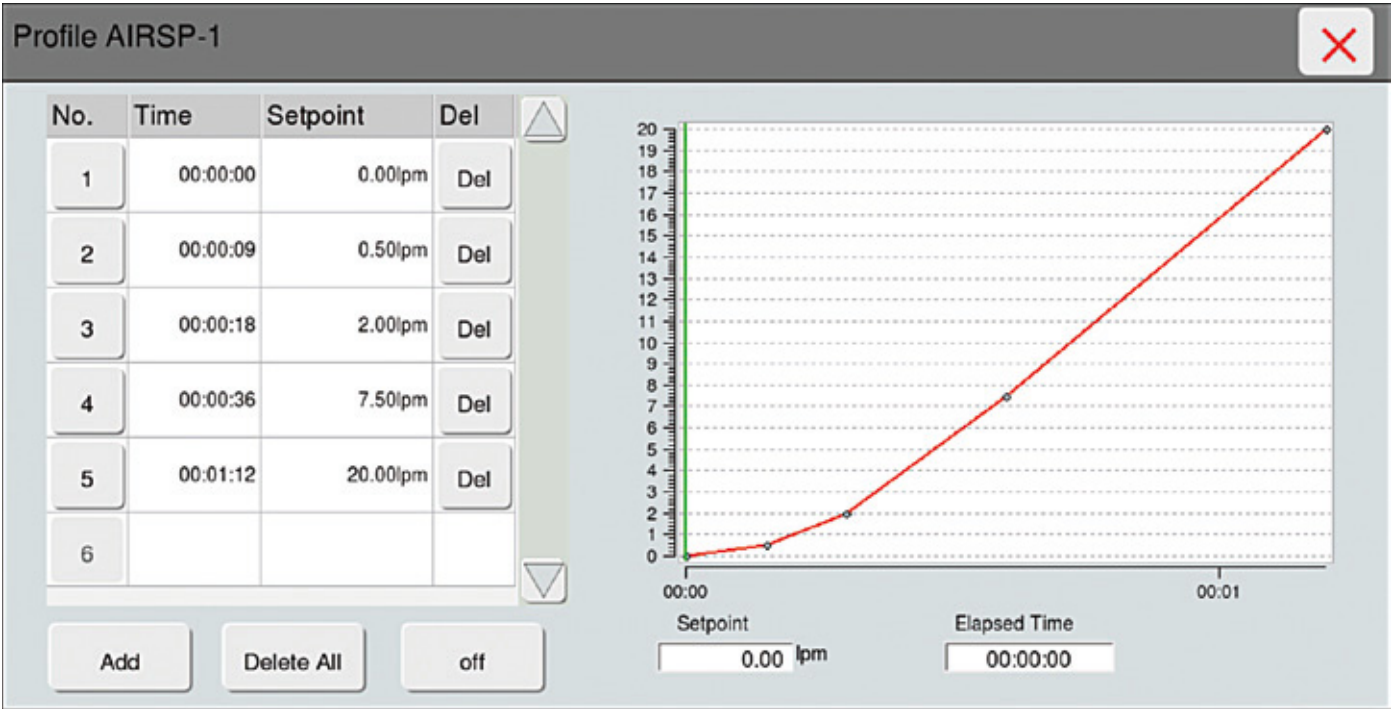 Profile AIRSP-1
No. Time Setpoint Del
1 00:00:00 0.00lpm Del
2 00:00:09 0.50lpm Del
3 00:00:18 2.00lpm Del
4 00:00:36 7.50lpm Del
5 00:01:12 20.00lpm Del
6
Add Delete All off
20
19
18
17
16
15
14
13
12
11
10
9
8
7
6
5
4
3
2
1
0
00:00 00:01
Setpoint Elapsed Time
0.00 lpm 00:00:00